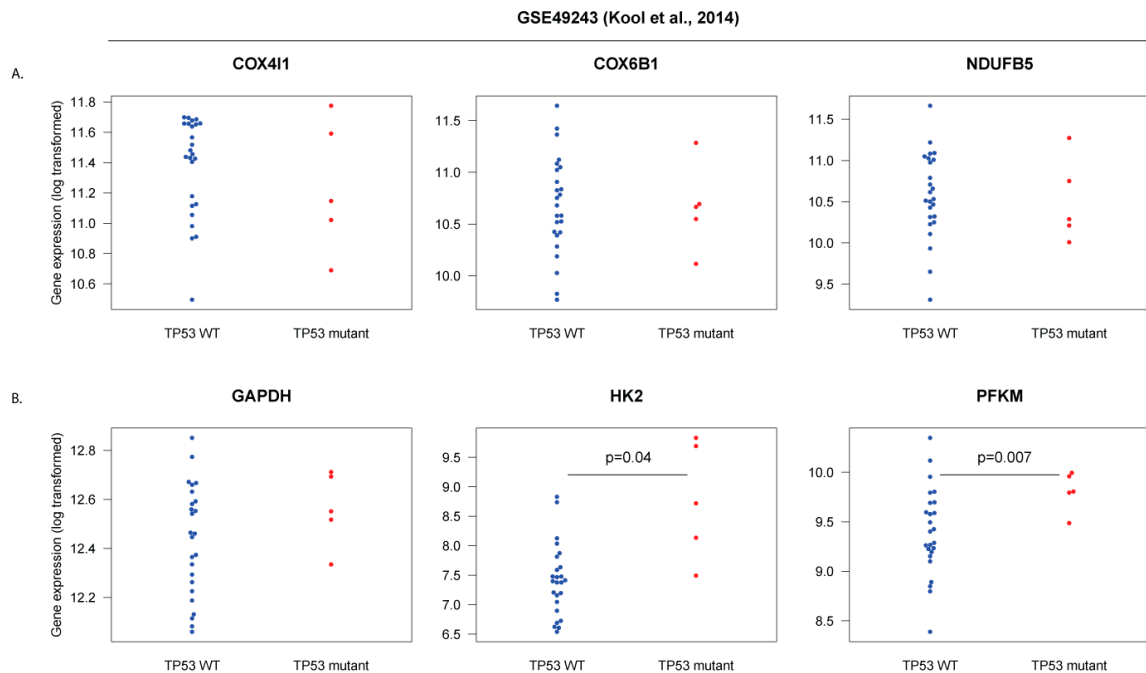 GSE49243 (Kool et al., 2014)
A.
COX4I1
COX6B1
NDUFB5
Gene expression (log transformed)
11.8
11.6
11.4
11.2
11.0
10.8
10.6
11.5
11.0
10.5
10.0
11.5
11.0
10.5
10.0
9.5
TP53 WT TP53 mutant
TP53 WT TP53 mutant
TP53 WT TP53 mutant
B.
GAPDH
HK2
PFKM
Gene expression (log transformed)
12.8
12.6
12.4
12.2
9.5
9.0
8.5
8.0
7.5
7.0
6.5
p=0.04
10.0
9.5
9.0
8.5
p=0.007
TP53 WT TP53 mutant
TP53 WT TP53 mutant
TP53 WT TP53 mutant